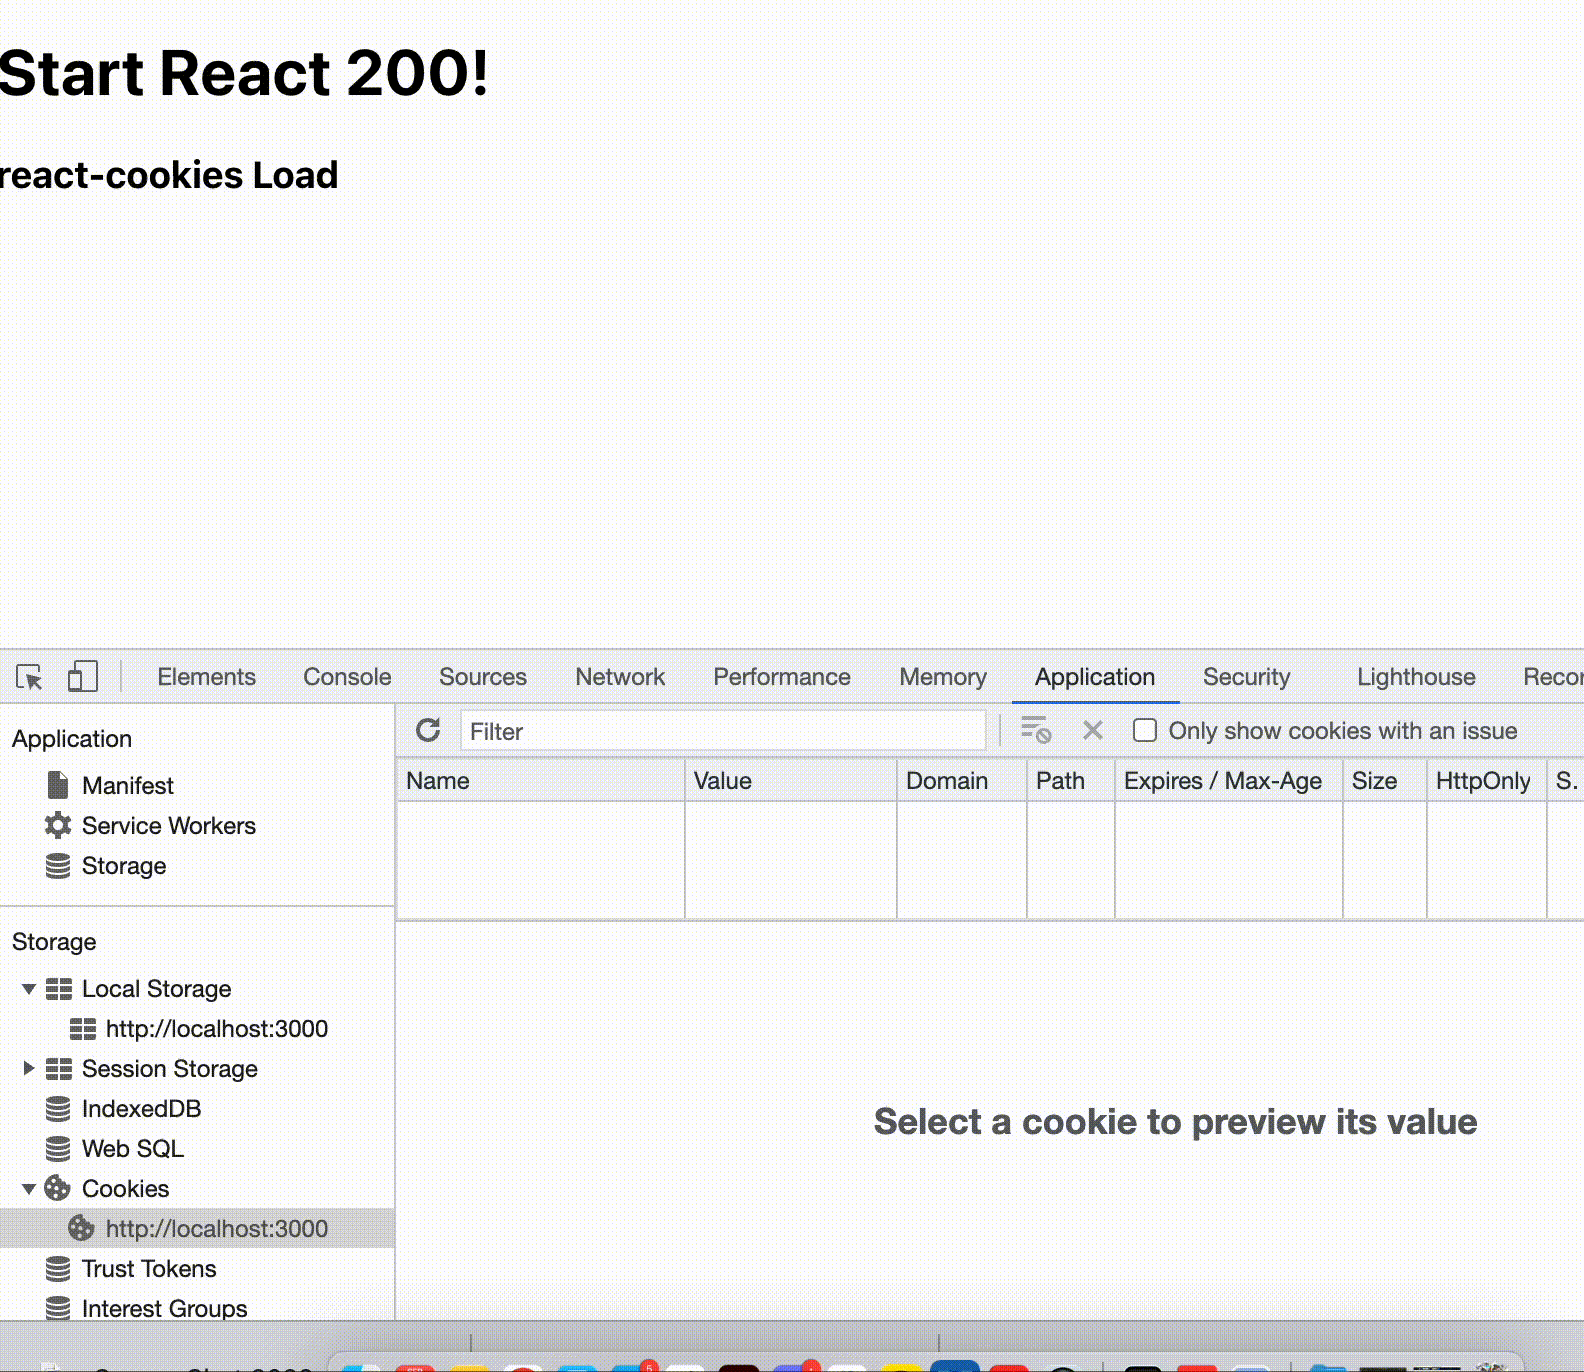 Start React 200!
react-cookies Load
Elements Console Sources Network Performance Memory Application Security Lighthouse
Application
Manifest
Service Workers
Storage
Storage
Local Storage
http://localhost:3000
Session Storage
IndexedDB
Web SQL
Cookies
http://localhost:3000
Trust Tokens
Interest Groups
Filter Only show cookies with an issue
Name Value Domain Path Expires / Max-Age Size HttpOnly S.
Select a cookie to preview its value